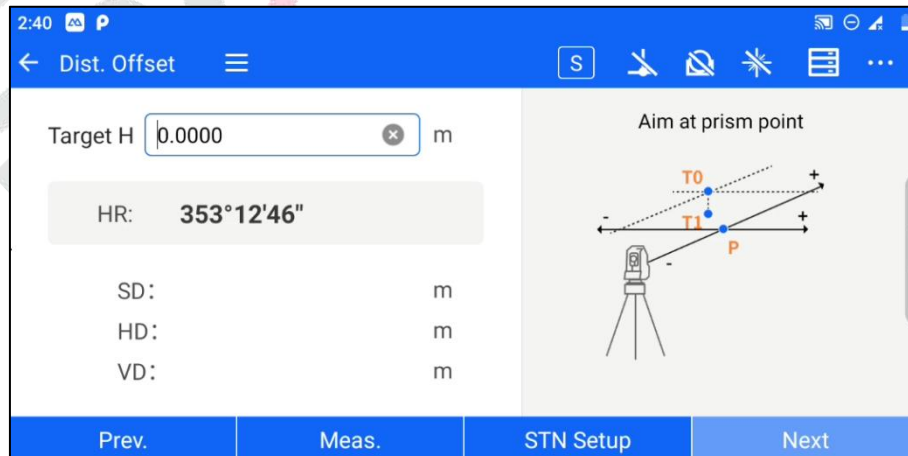 2:40
Dist. Offset
S
Target H 0.0000 m
Aim at prism point
HR: 353°12'46"
T0
+
-
T1
+
P
-
SD: m
HD: m
VD: m
Prev. Meas. STN Setup Next